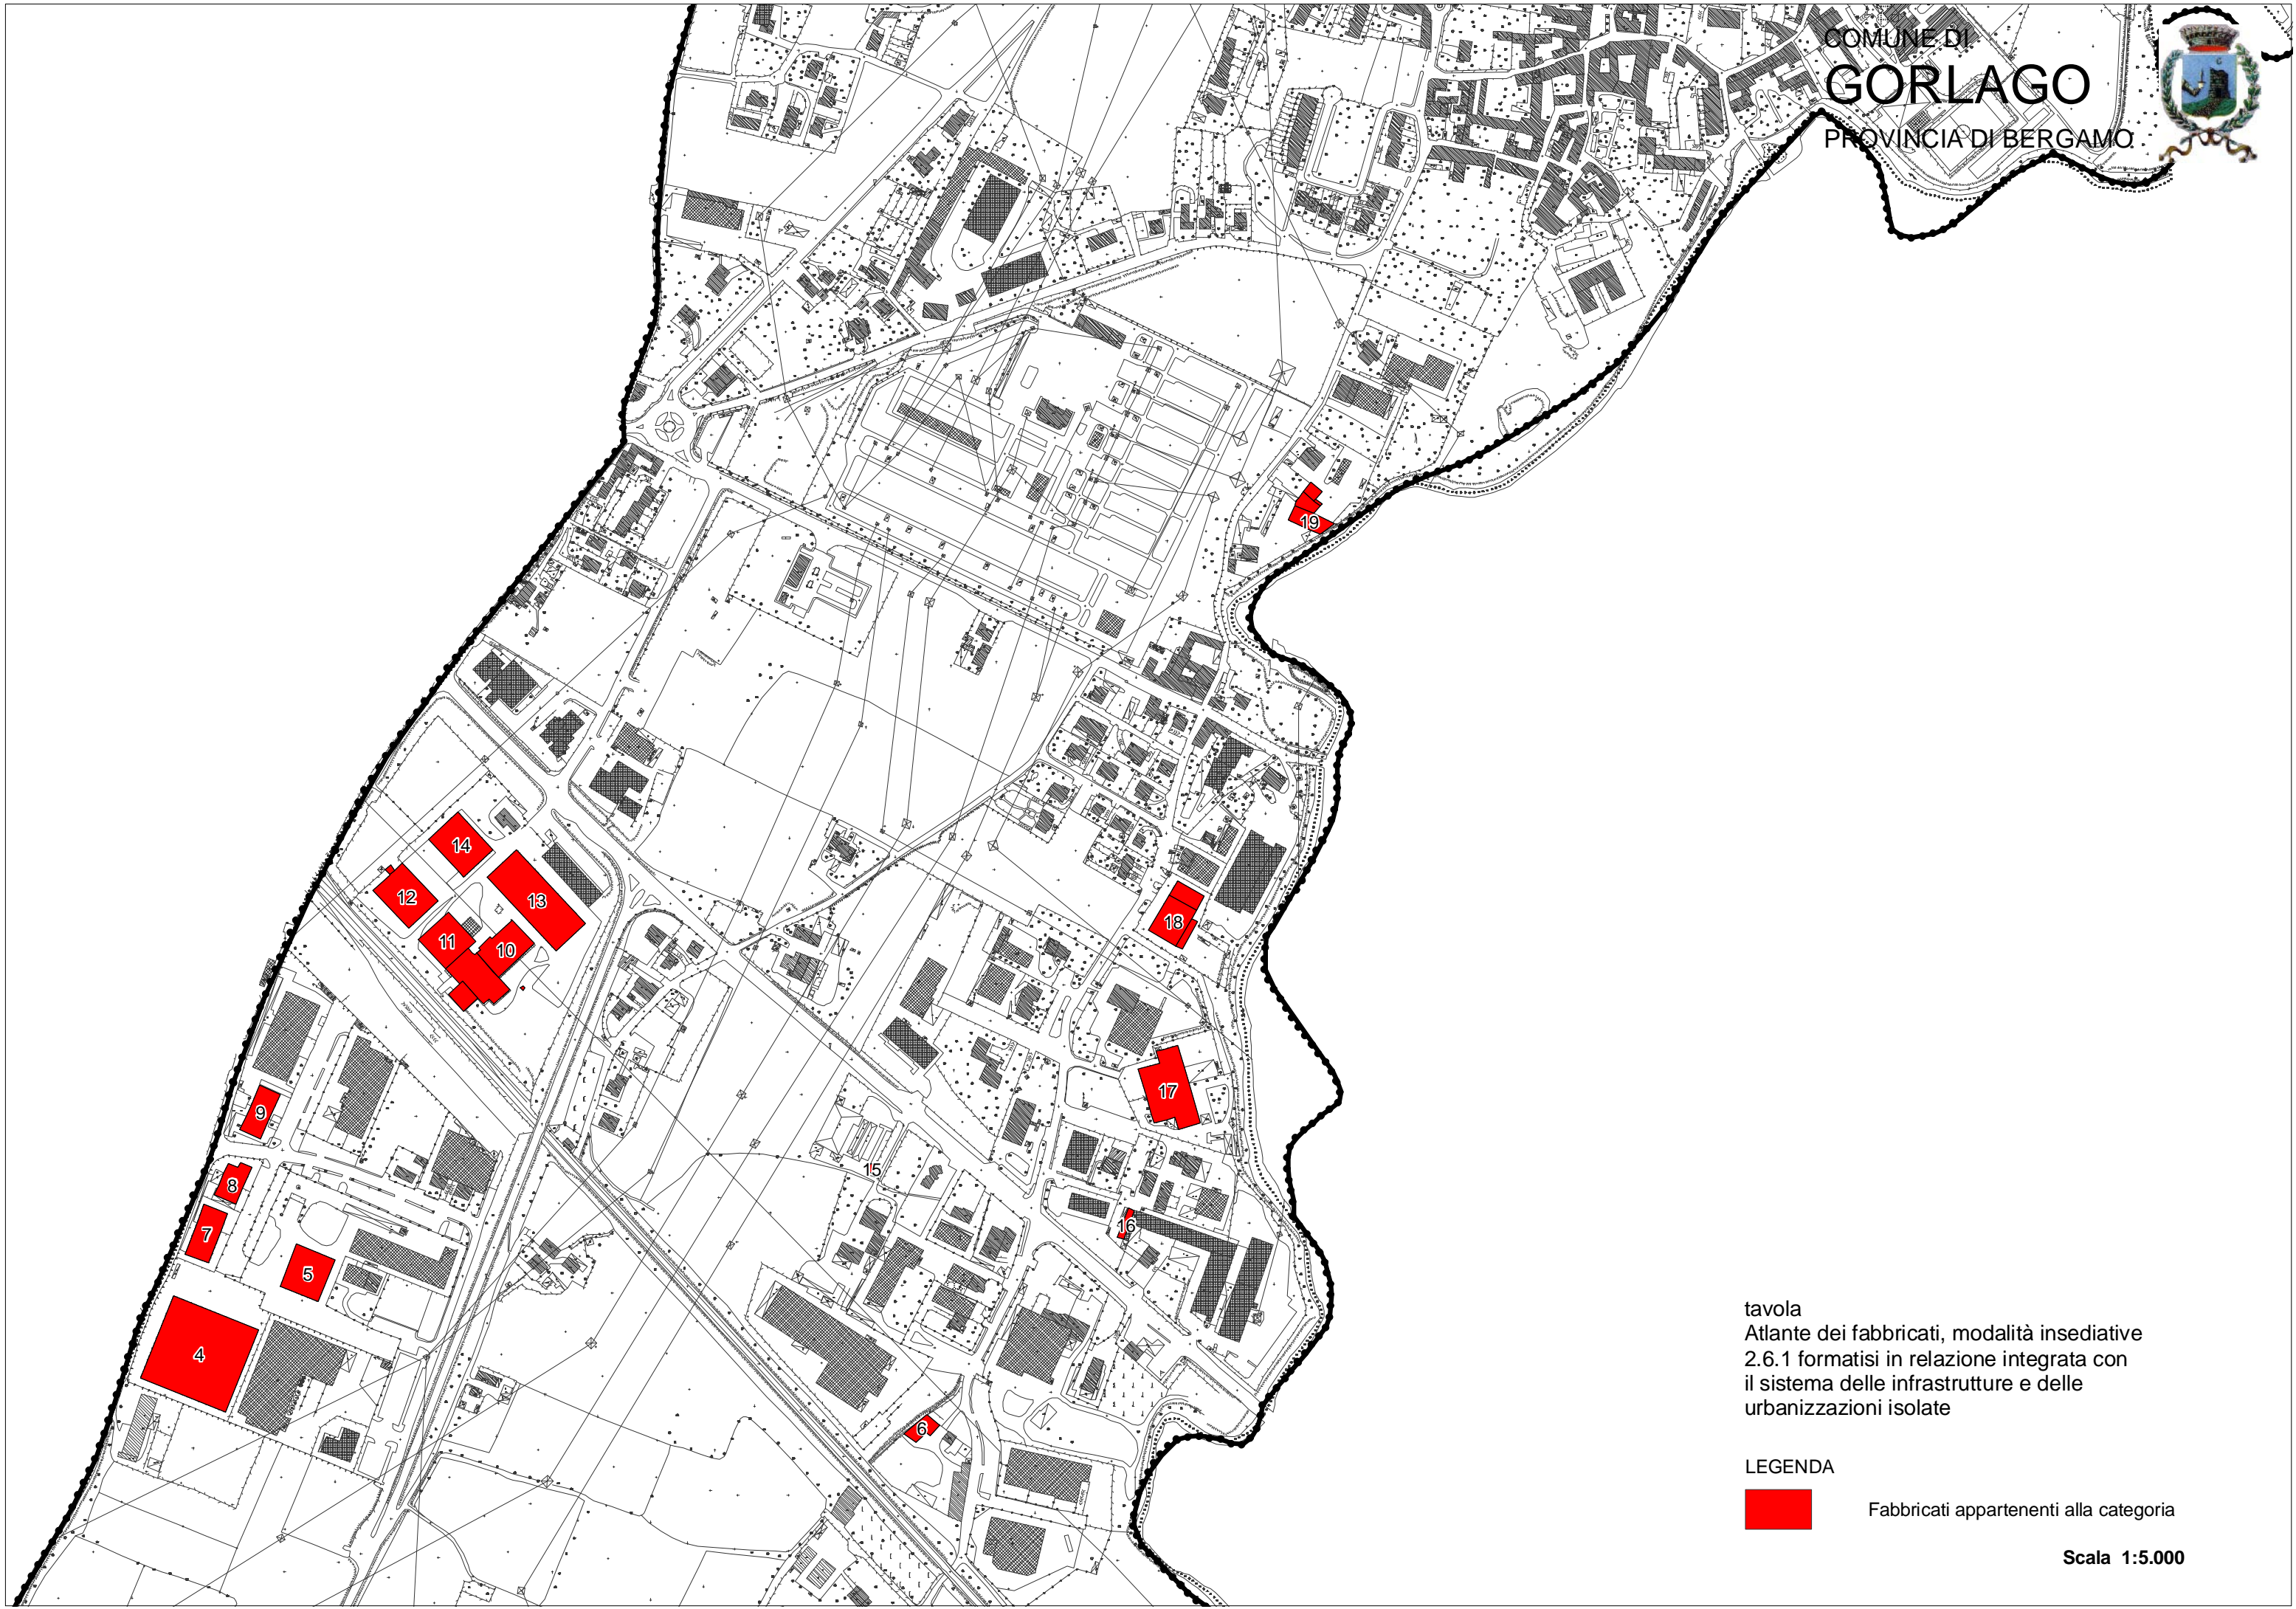 COMUNE DI
GORLAGO
PROVINCIA DI BERGAMO
19
14
12
13
11
10
18
9
17
8
15
7
16
5
4
6
tavola
Atlante dei fabbricati, modalità insediative
2.6.1 formatisi in relazione integrata con
il sistema delle infrastrutture e delle
urbanizzazioni isolate
LEGENDA
Fabbricati appartenenti alla categoria
Scala 1:5.000